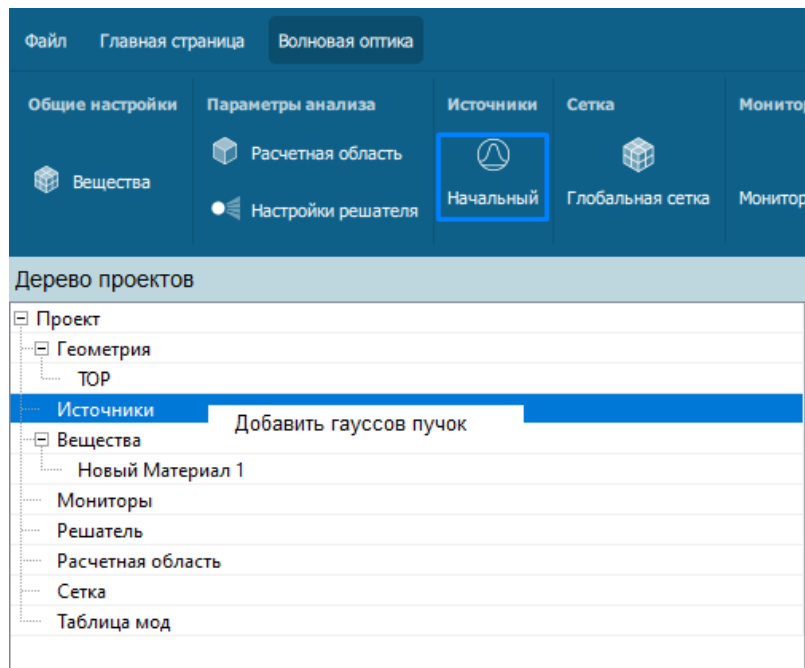 Файл Главная страница Волновая оптика
Общие настройки Параметры анализа Источники Сетка Монитор
Расчетная область
Вещества
Настройки решателя Начальный Глобальная сетка Монитор
Дерево проектов
Проект
Геометрия
TOP
Источники
Добавить гауссов пучок
Вещества
Новый Материал 1
Мониторы
Решатель
Расчетная область
Сетка
Таблица мод